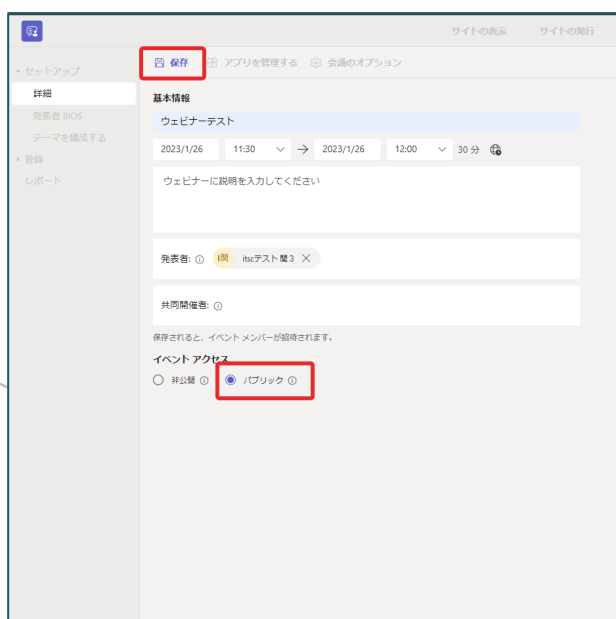 サイトの表示 サイトの発行
保存 アプリを管理する 会議のオプション
セットアップ
詳細
発表者 BIOS
テーマを構成する
登録
レポート
基本情報
ウェビナーテスト
2023/1/26 11:30 → 2023/1/26 12:00 30 分
ウェビナーに説明を入力してください
発表者: I関 itscテスト 関 3
共同開催者:
保存されると、イベント メンバーが招待されます。
イベント アクセス
非公開 パブリック